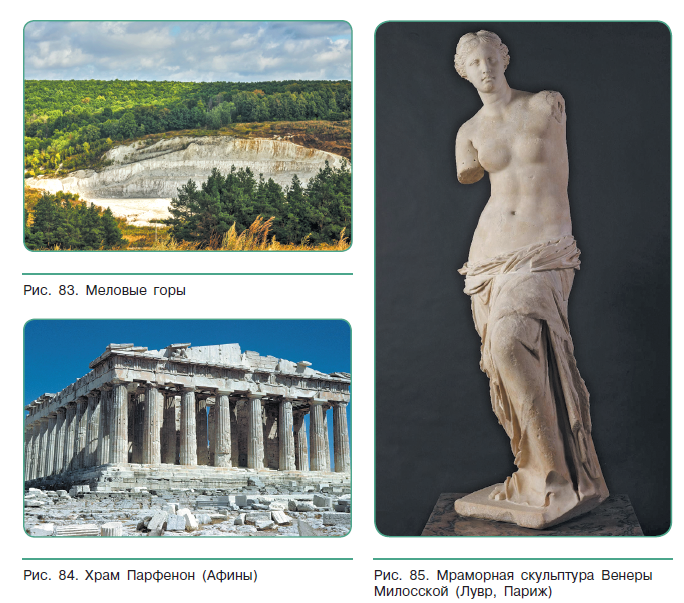 Рис. 83. Меловые горы
Рис. 84. Храм Парфенон (Афины)
Рис. 85. Мраморная скульптура Венеры
Милосской (Лувр, Париж)